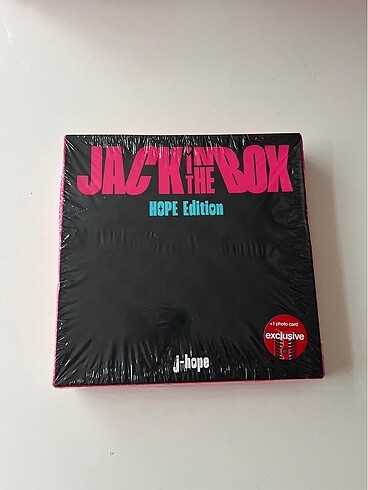 JACK IN THE BOX
HOPE Edition
+1 photo card
exclusive
j-hope